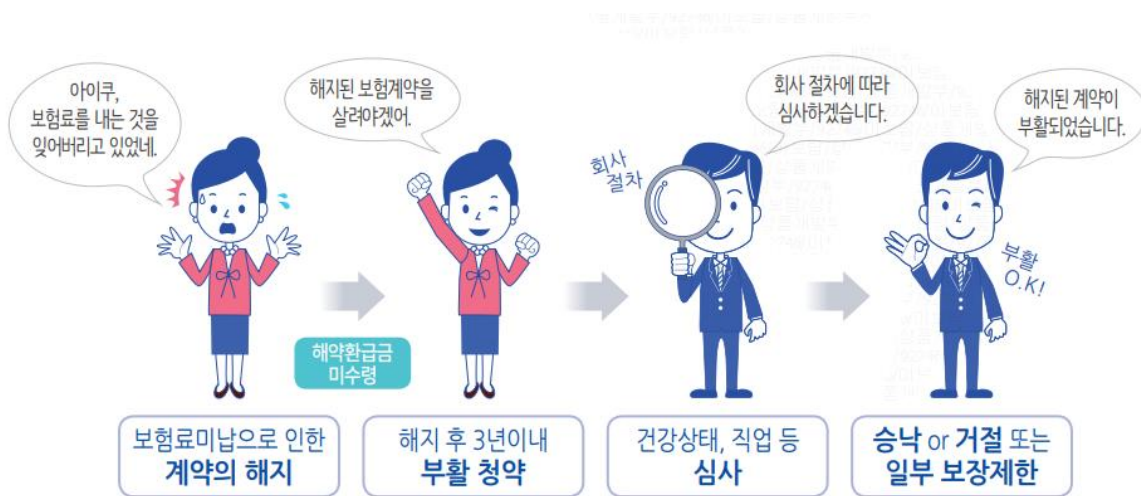 아이쿠,
보험료를 내는 것을
잊어버리고 있었네.
해지된 보험계약을
살려야겠어.
회사 절차에 따라
심사하겠습니다.
해지된 계약이
부활되었습니다.
회사
절차
부활
O.K!
해약환급금
미수령
보험료미납으로 인한
계약의 해지
해지 후 3년이내
부활 청약
건강상태, 직업 등
심사
승낙 or 거절 또는
일부 보장제한